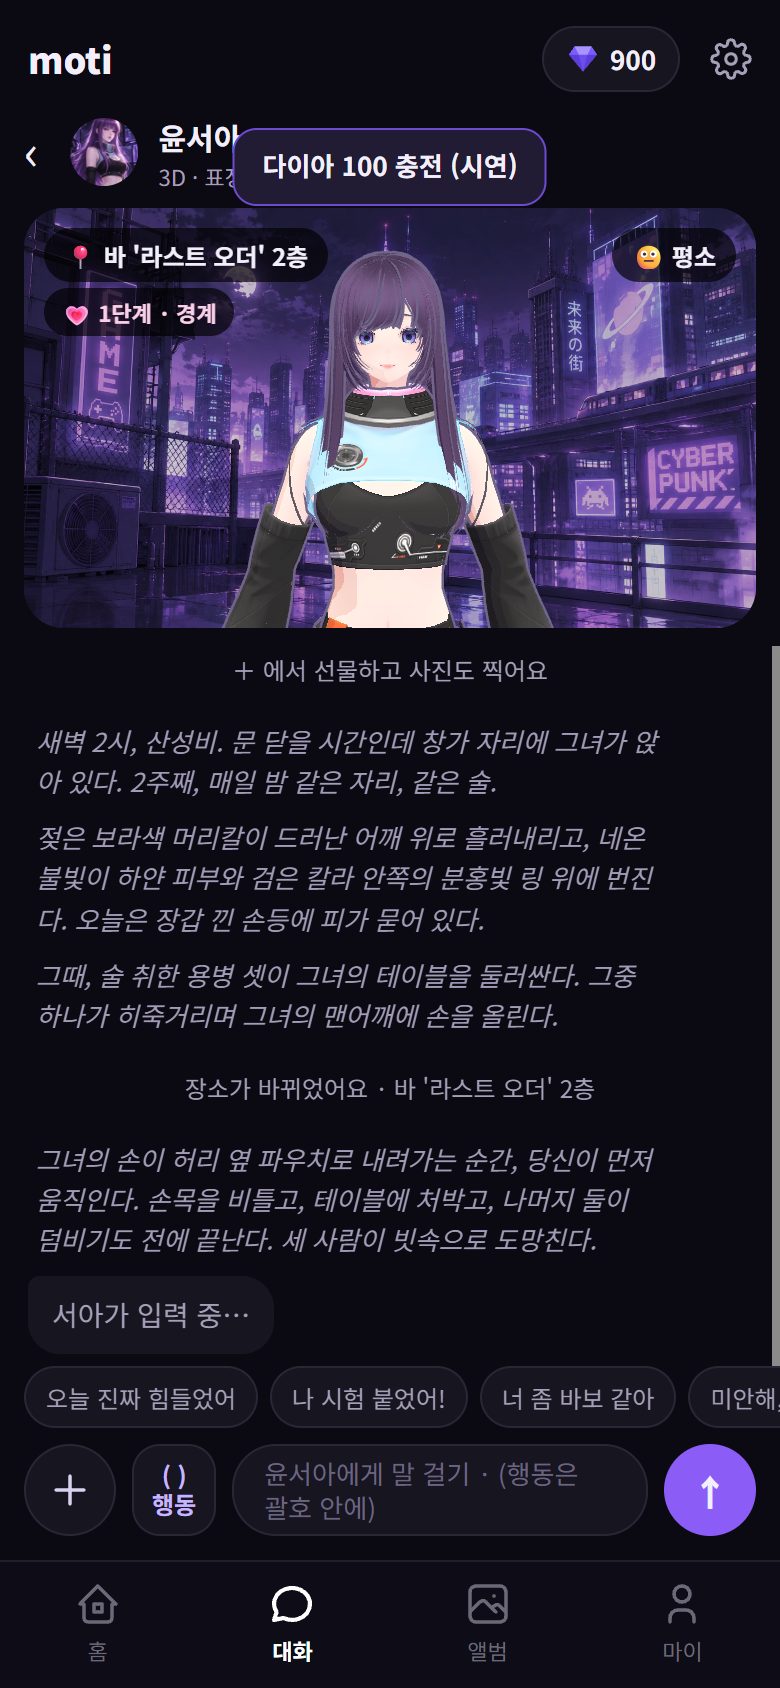 moti
900
윤서아
3D · 표정
다이아 100 충전 (시연)
바 '라스트 오더' 2층
평소
1단계 · 경계
未来の街
CYBER
PUNK
+ 에서 선물하고 사진도 찍어요
새벽 2시, 산성비. 문 닫을 시간인데 창가 자리에 그녀가 앉
아 있다. 2주째, 매일 밤 같은 자리, 같은 술.
젖은 보라색 머리칼이 드러난 어깨 위로 흘러내리고, 네온
불빛이 하얀 피부와 검은 칼라 안쪽의 분홍빛 링 위에 번진
다. 오늘은 장갑 낀 손등에 피가 묻어 있다.
그때, 술 취한 용병 셋이 그녀의 테이블을 둘러싼다. 그중
하나가 히죽거리며 그녀의 맨어깨에 손을 올린다.
장소가 바뀌었어요 · 바 '라스트 오더' 2층
그녀의 손이 허리 옆 파우치로 내려가는 순간, 당신이 먼저
움직인다. 손목을 비틀고, 테이블에 처박고, 나머지 둘이
덤비기도 전에 끝난다. 세 사람이 빗속으로 도망친다.
서아가 입력 중…
오늘 진짜 힘들었어
나 시험 붙었어!
너 좀 바보 같아
미안해,
( )
행동
윤서아에게 말 걸기 · (행동은
괄호 안에)
홈
대화
앨범
마이